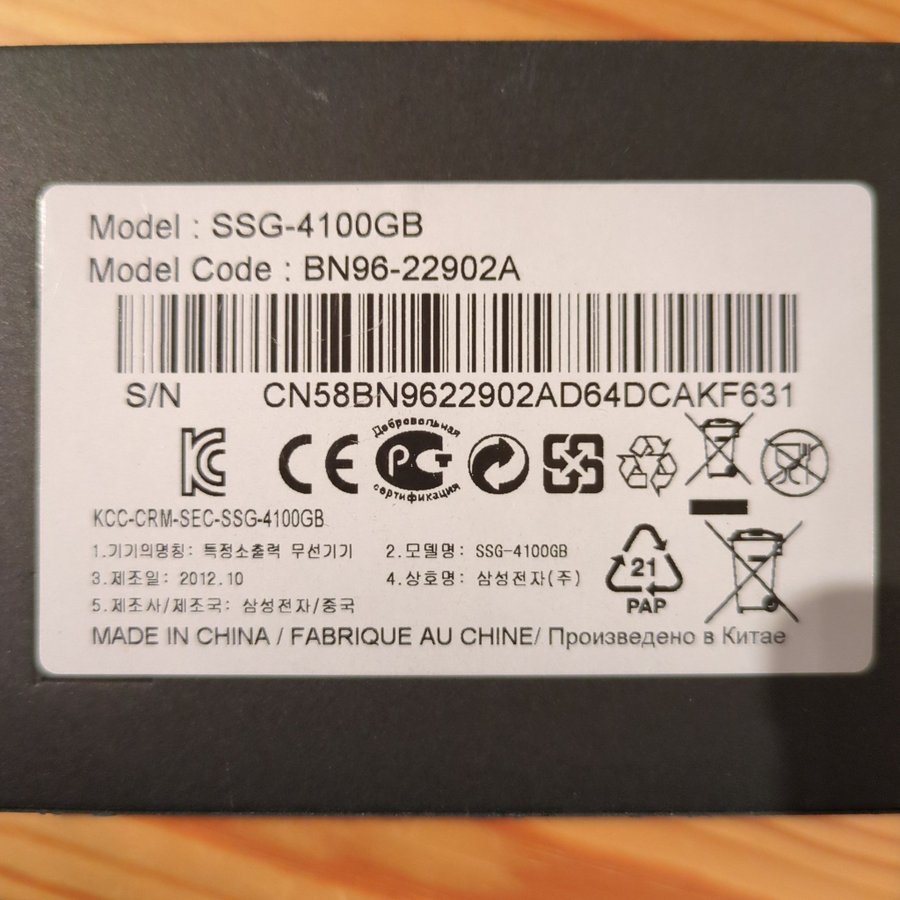 Model : SSG-4100GB
Model Code : BN96-22902A
S/N CN58BN9622902AD64DCAKF631
Добровольная
сертификация
KCC-CRM-SEC-SSG-4100GB
1.기기의명칭: 특정소출력 무선기기 2.모델명: SSG-4100GB
3.제조일: 2012.10 4.상호명: 삼성전자(주)
5.제조사/제조국: 삼성전자/중국
21
PAP
MADE IN CHINA / FABRIQUE AU CHINE/ Произведено в Китае